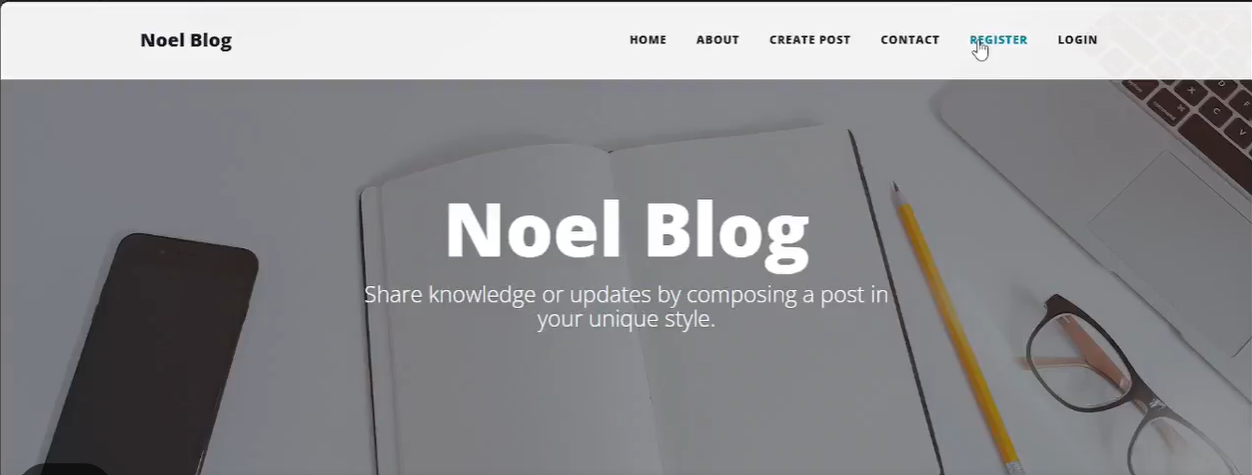 Noel Blog
HOME ABOUT CREATE POST CONTACT REGISTER LOGIN
Noel Blog
Share knowledge or updates by composing a post in
your unique style.